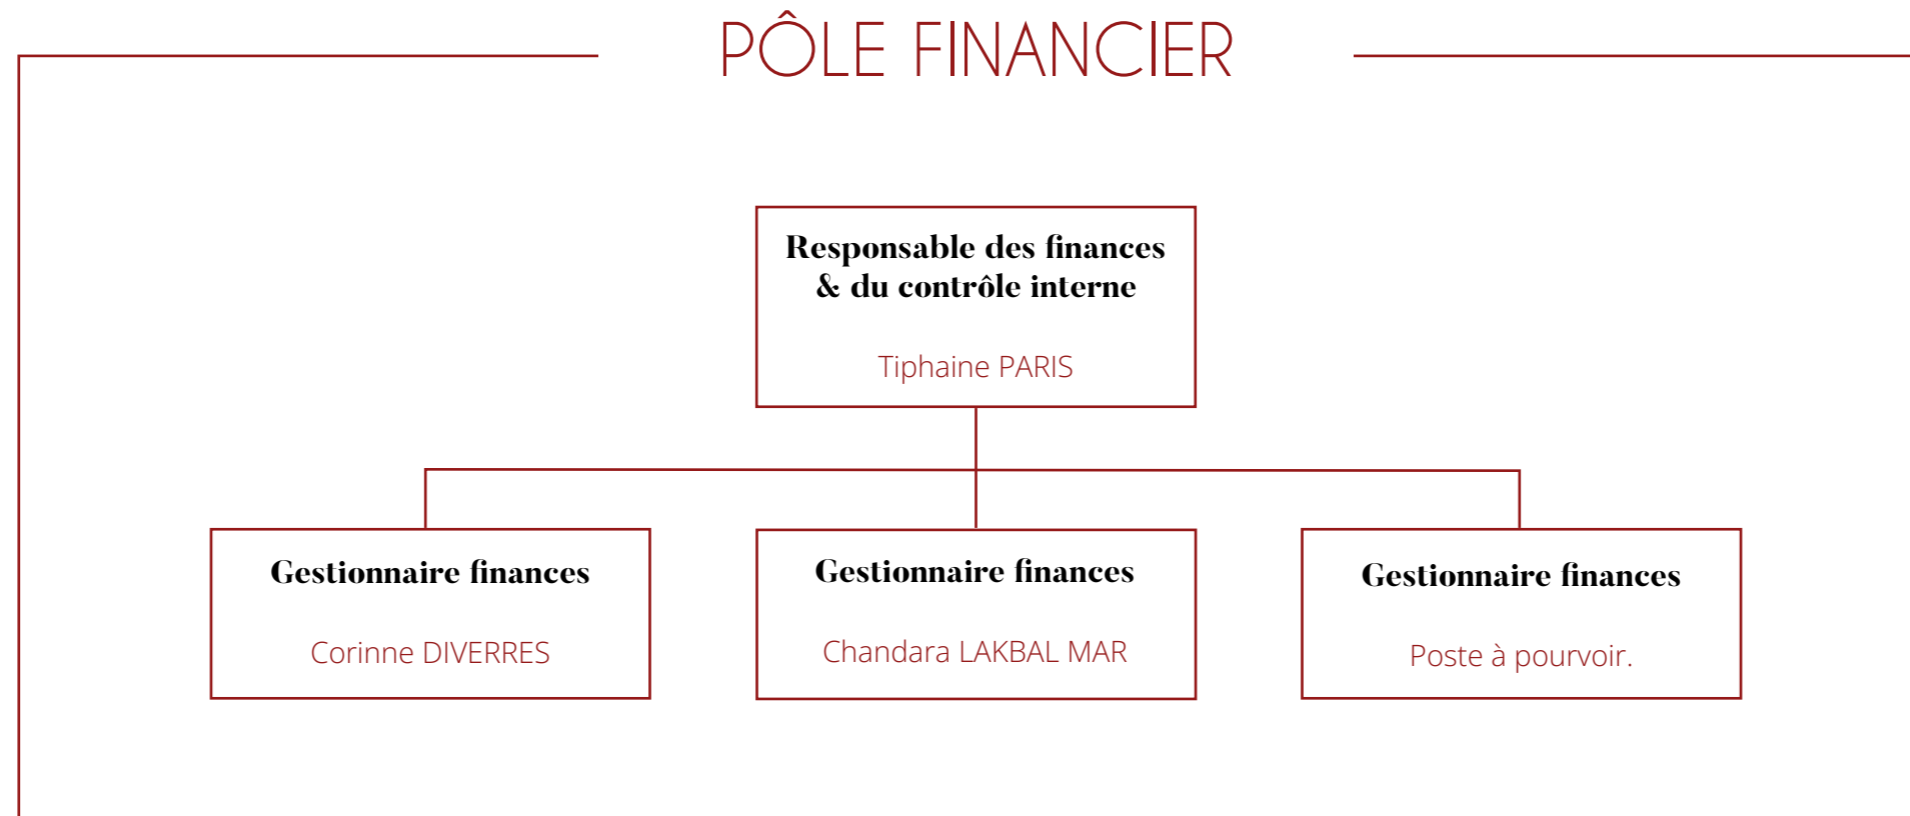 PÔLE FINANCIER
Responsable des finances
& du contrôle interne
Tiphaine PARIS
Gestionnaire finances
Corinne DIVERRES
Gestionnaire finances
Chandara LAKBAL MAR
Gestionnaire finances
Poste à pourvoir.